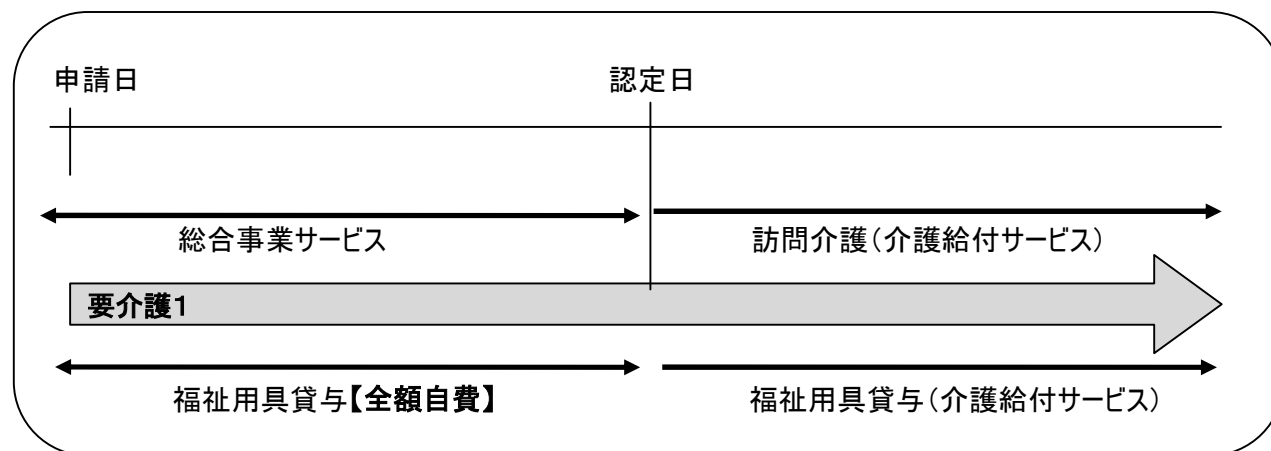 申請日
認定日
総合事業サービス
訪問介護(介護給付サービス)
要介護1
福祉用具貸与【全額自費】
福祉用具貸与(介護給付サービス)